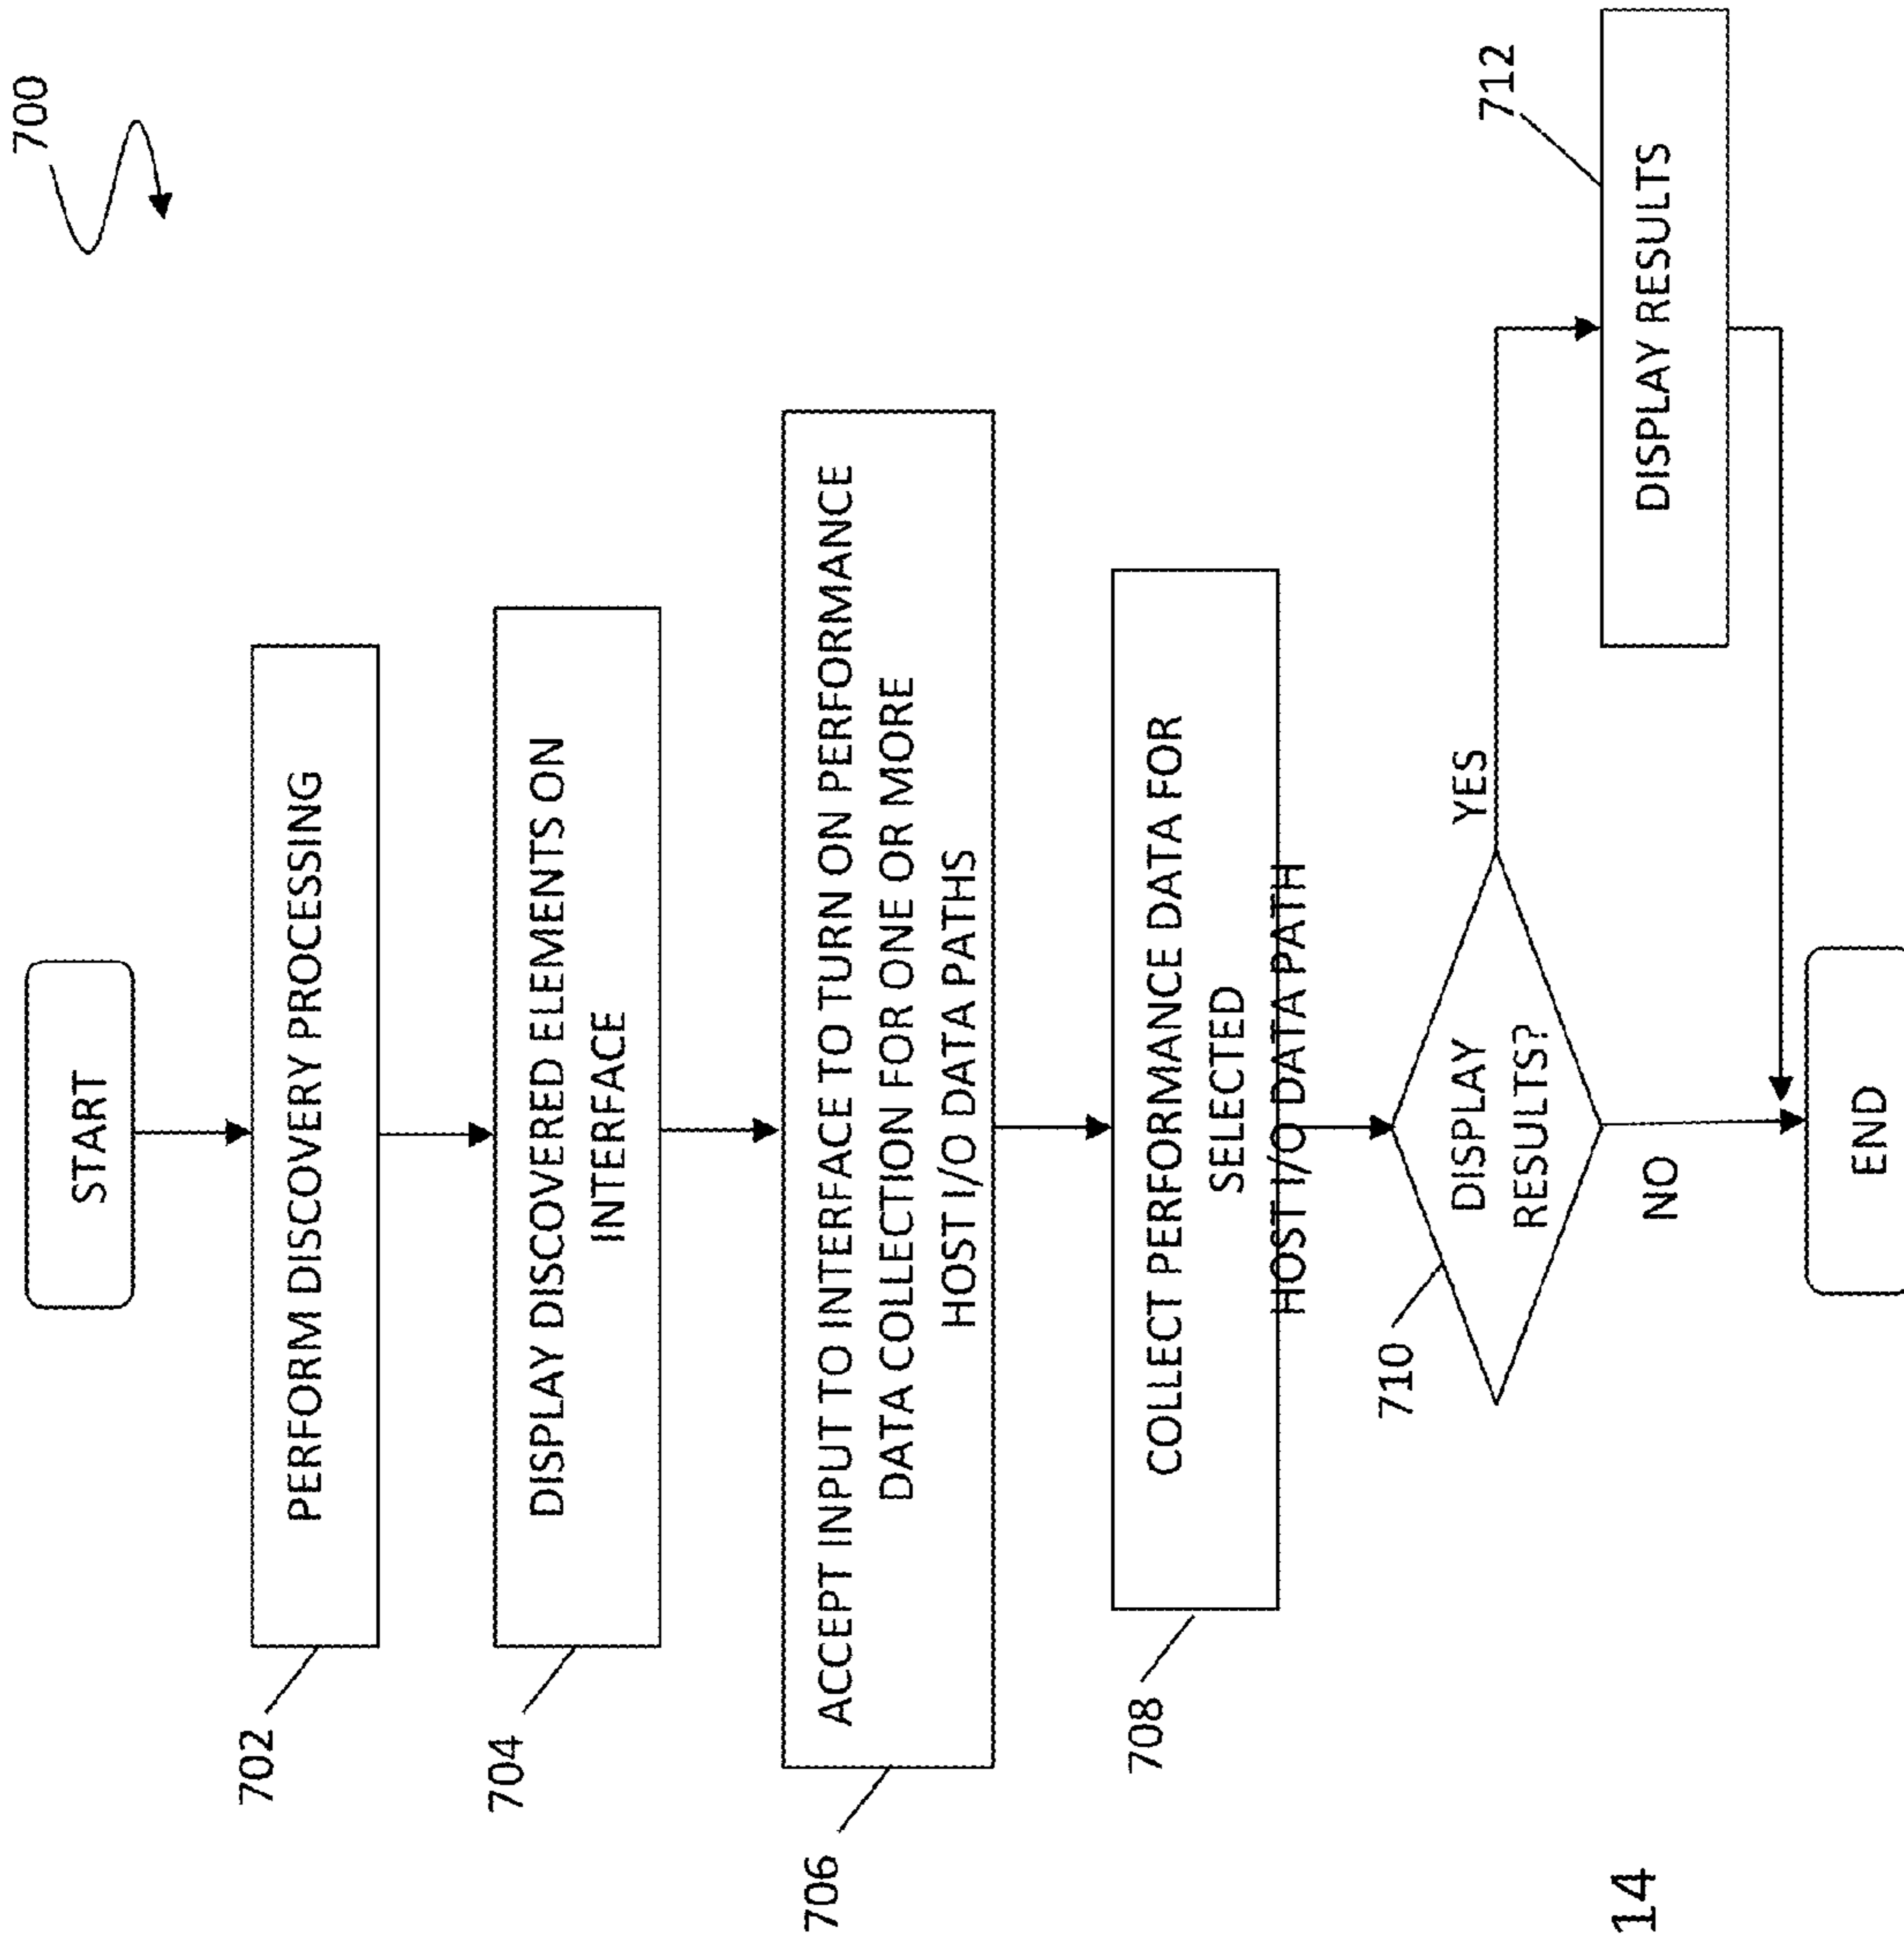 700
START
PERFORM DISCOVERY PROCESSING
702
DISPLAY DISCOVERED ELEMENTS ON
INTERFACE
704
ACCEPT INPUT TO INTERFACE TO TURN ON PERFORMANCE
DATA COLLECTION FOR ONE OR MORE
HOST I/O DATA PATHS
706
COLLECT PERFORMANCE DATA FOR
SELECTED
HOST I/O DATA PATH
708
DISPLAY
RESULTS?
710
YES
NO
712
DISPLAY RESULTS
END
14